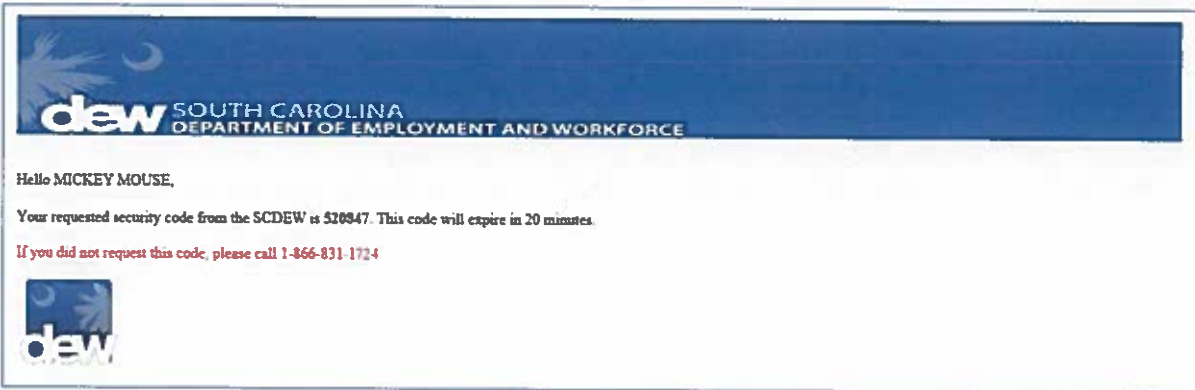 dew SOUTH CAROLINA
DEPARTMENT OF EMPLOYMENT AND WORKFORCE
Hello MICKEY MOUSE,
Your requested security code from the SCDEW is 520847. This code will expire in 20 minutes.
If you did not request this code, please call 1-866-831-1724
dew